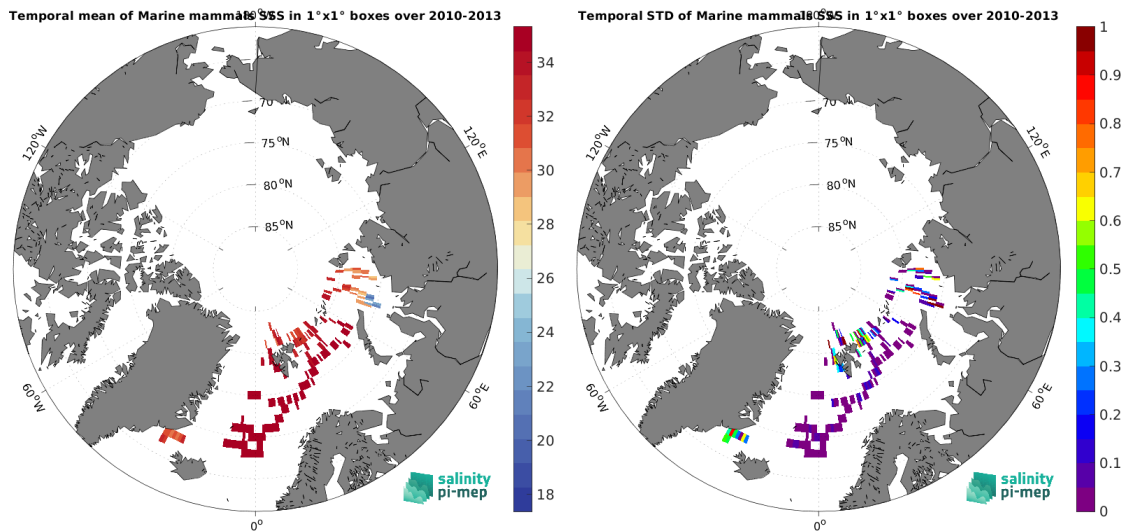 Temporal mean of Marine mammals SSS in 1°x1° boxes over 2010-2013
180°W
70
75°N
80°N
85°N
120°W
120°E
60°W
60°E
0°
34
32
30
28
26
24
22
20
18
salinity
pi-mep
Temporal STD of Marine mammals SSS in 1°x1° boxes over 2010-2013
70
75°N
80°N
85°N
120°W
120°E
60°W
60°E
0°
1
0.9
0.8
0.7
0.6
0.5
0.4
0.3
0.2
0.1
0
salinity
pi-mep